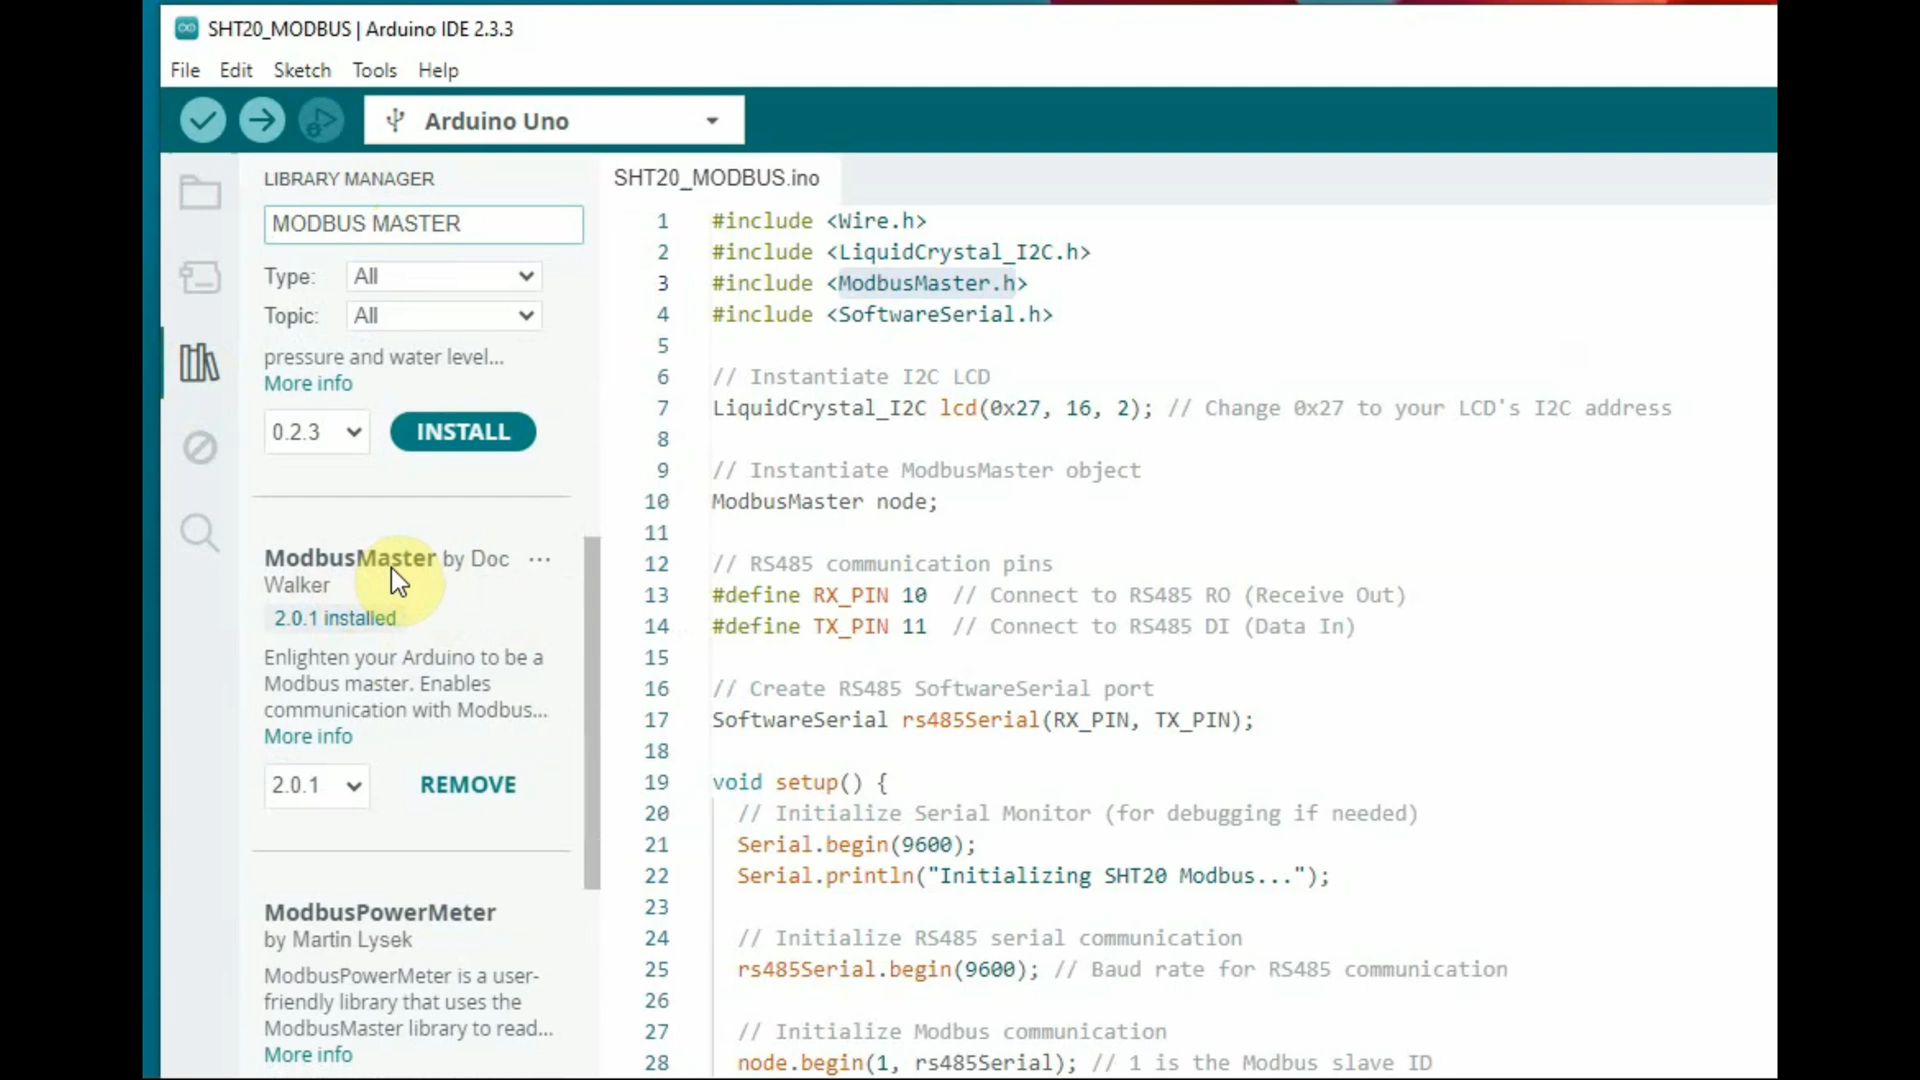 SHT20_MODBUS | Arduino IDE 2.3.3
File Edit Sketch Tools Help
Arduino Uno
LIBRARY MANAGER
MODBUS MASTER
Type: All
Topic: All
pressure and water level...
More info
0.2.3 INSTALL
ModbusMaster by Doc ...
Walker
2.0.1 installed
Enlighten your Arduino to be a
Modbus master. Enables
communication with Modbus...
More info
2.0.1 REMOVE
ModbusPowerMeter
by Martin Lysek
ModbusPowerMeter is a user-
friendly library that uses the
ModbusMaster library to read...
More info
SHT20_MODBUS.ino
1 #include <Wire.h>
2 #include <LiquidCrystal_I2C.h>
3 #include <ModbusMaster.h>
4 #include <SoftwareSerial.h>
5
6 // Instantiate I2C LCD
7 LiquidCrystal_I2C lcd(0x27, 16, 2); // Change 0x27 to your LCD's I2C address
8
9 // Instantiate ModbusMaster object
10 ModbusMaster node;
11
12 // RS485 communication pins
13 #define RX_PIN 10 // Connect to RS485 RO (Receive Out)
14 #define TX_PIN 11 // Connect to RS485 DI (Data In)
15
16 // Create RS485 SoftwareSerial port
17 SoftwareSerial rs485Serial(RX_PIN, TX_PIN);
18
19 void setup() {
20 // Initialize Serial Monitor (for debugging if needed)
21 Serial.begin(9600);
22 Serial.println("Initializing SHT20 Modbus...");
23
24 // Initialize RS485 serial communication
25 rs485Serial.begin(9600); // Baud rate for RS485 communication
26
27 // Initialize Modbus communication
28 node.begin(1, rs485Serial); // 1 is the Modbus slave ID